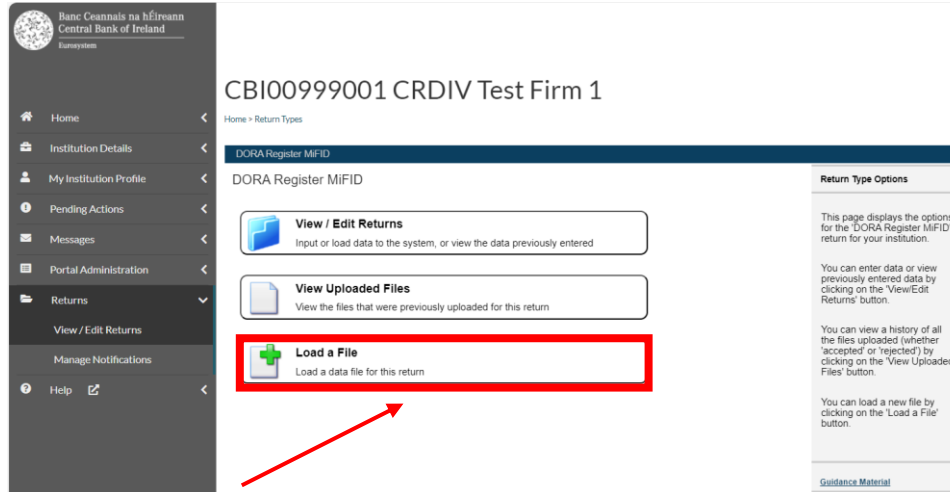 Banc Ceannais na hÉireann
Central Bank of Ireland
Eurosystem
Home
Institution Details
My Institution Profile
Pending Actions
Messages
Portal Administration
Returns
View / Edit Returns
Manage Notifications
Help
CBI00999001 CRDIV Test Firm 1
Home > Return Types
DORA Register MiFID
DORA Register MiFID
View / Edit Returns
Input or load data to the system, or view the data previously entered
View Uploaded Files
View the files that were previously uploaded for this return
Load a File
Load a data file for this return
Return Type Options
This page displays the options
for the 'DORA Register MiFID'
return for your institution.
You can enter data or view
previously entered data by
clicking on the 'View/Edit
Returns' button.
You can view a history of all
the files uploaded (whether
'accepted' or 'rejected') by
clicking on the 'View Uploaded
Files' button.
You can load a new file by
clicking on the 'Load a File'
button.
Guidance Material